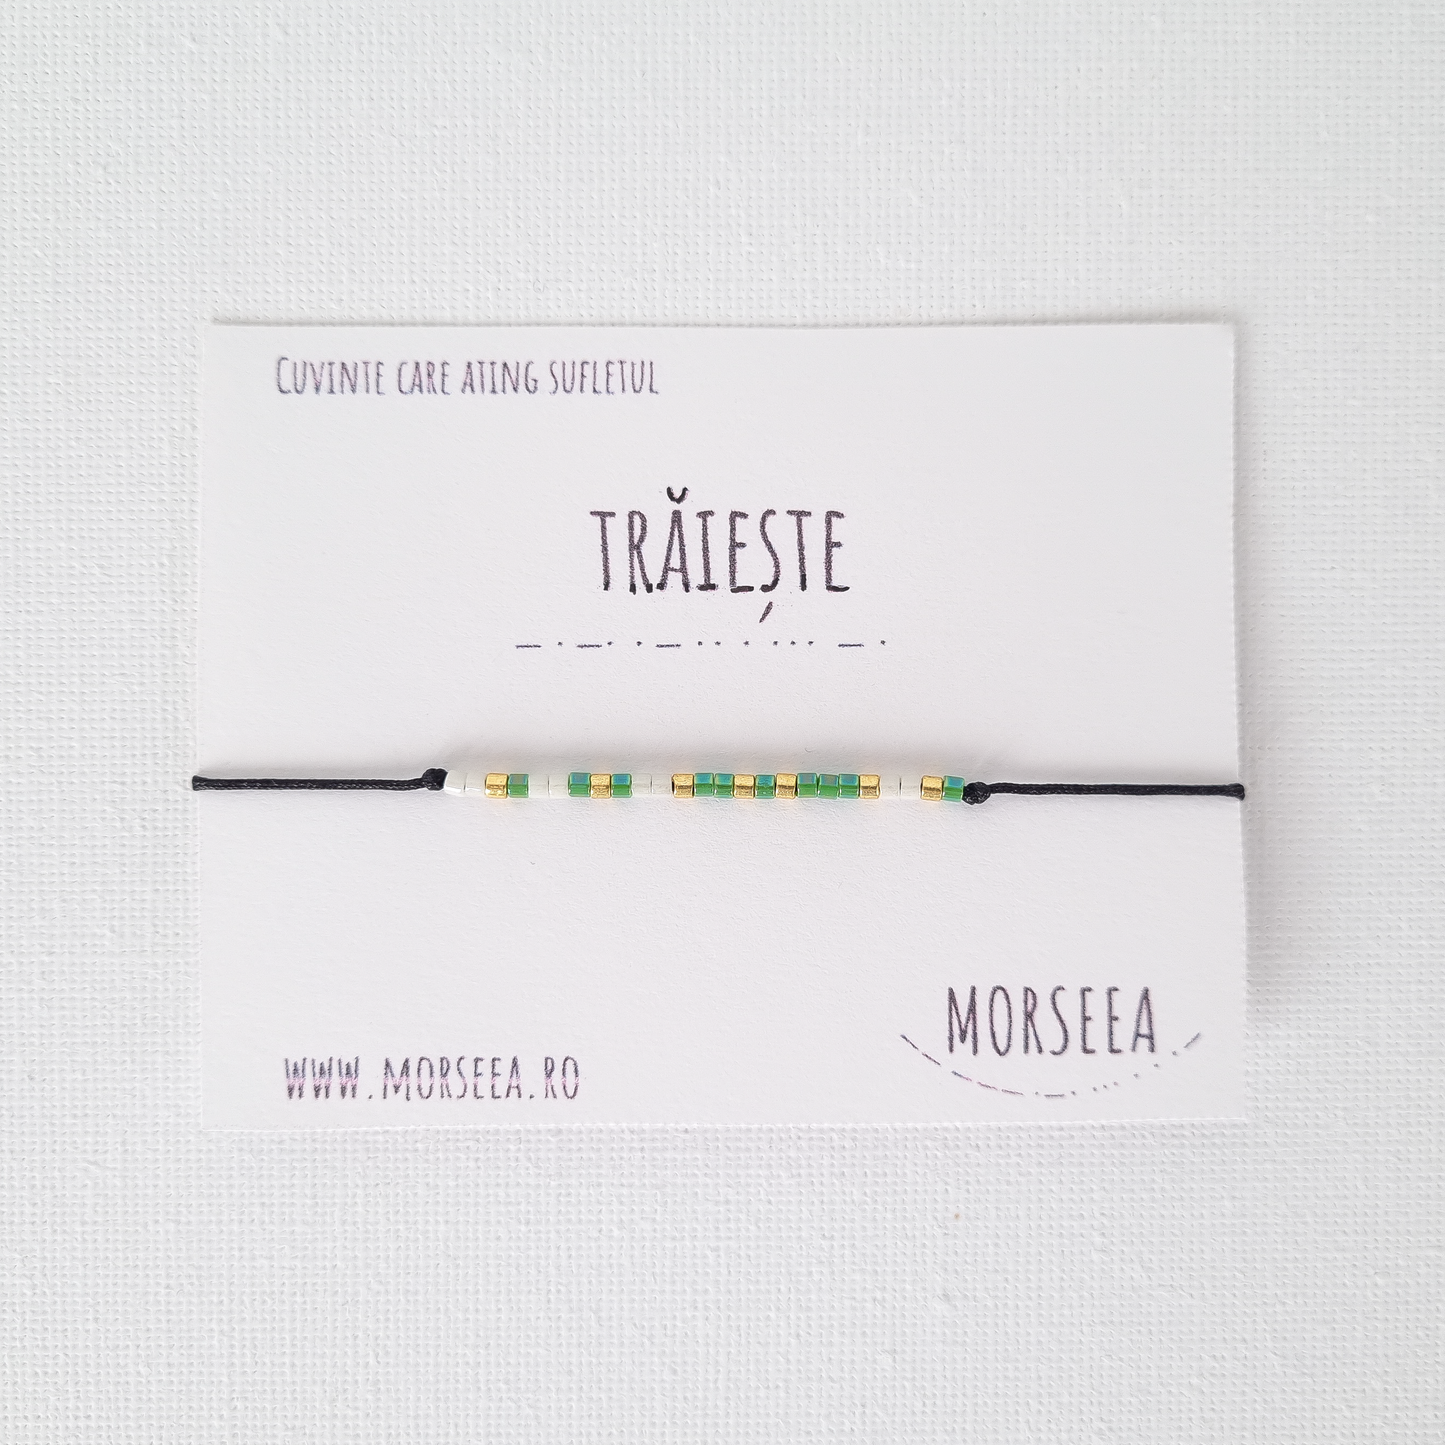 Cuvinte care ating sufletul
TRĂIEȘTE
_ . _. . _ .. . ... _ .
MORSEEA
www.morseea.ro